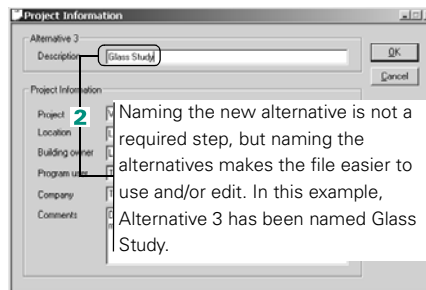 Project Information
Alternative 3
Description
Glass Study
OK
Cancel
Project Information
Project
2
Naming the new alternative is not a
Location
required step, but naming the
Building owner
alternatives makes the file easier to
Program user
use and/or edit. In this example,
Company
Alternative 3 has been named Glass
Comments
Study.